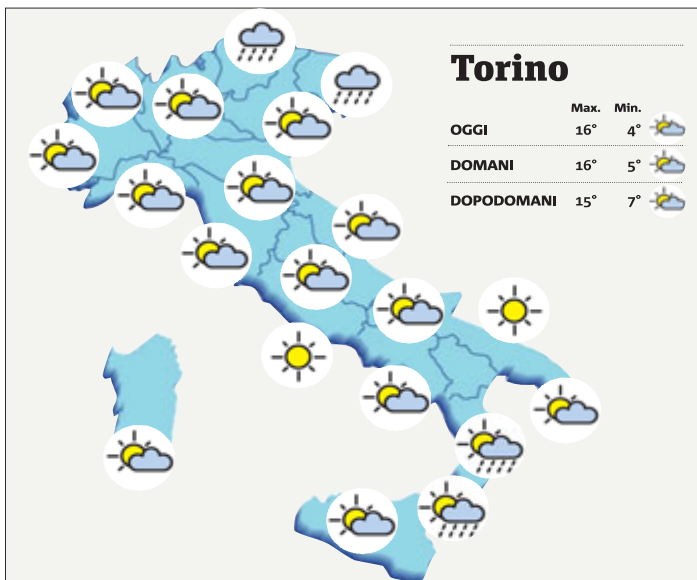 Torino
Max. Min.
OGGI 16° 4°
DOMANI 16° 5°
DOPODOMANI 15° 7°